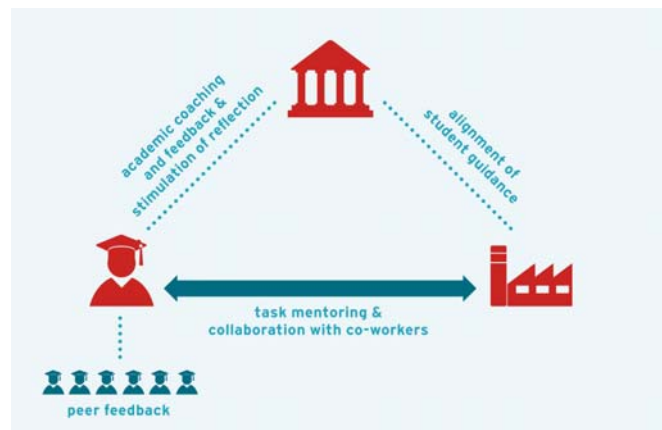 academic coaching
and feedback &
stimulation of reflection
alignment of
student guidance
task mentoring &
collaboration with co-workers
peer feedback